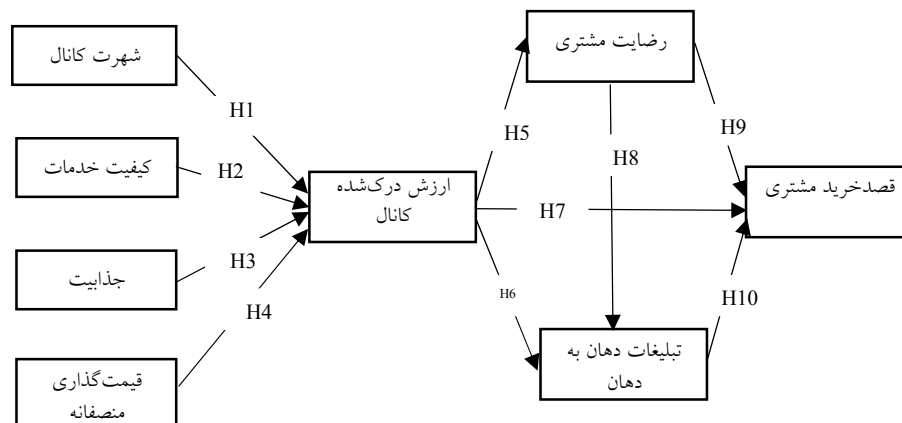 شهرت کانال
H1
کیفیت خدمات
H2
جذابیت
H3
قیمت‌گذاری
منصفانه
H4
ارزش درک‌شده
کانال
رضایت مشتری
H5
H6
H7
H8
H9
H10
تبلیغات دهان به
دهان
قصدخرید مشتری